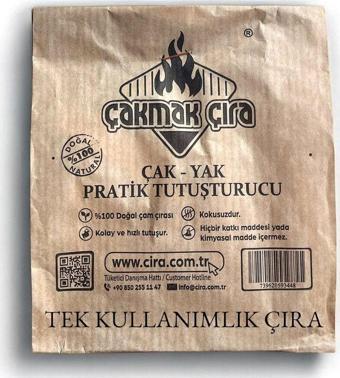 ®
çakmak çıra
DOĞAL
%100
NATURAL
ÇAK - YAK
PRATİK TUTUŞTURUCU
%100 Doğal çam çırası
Kokusuzdur.
Kolay ve hızlı tutuşur.
Hiçbir katkı maddesi yada
kimyasal madde içermez.
www.cira.com.tr
Tüketici Danışma Hattı / Customer Hotline
+90 850 255 11 47
info@cira.com.tr
TEK KULLANIMLIK ÇIRA